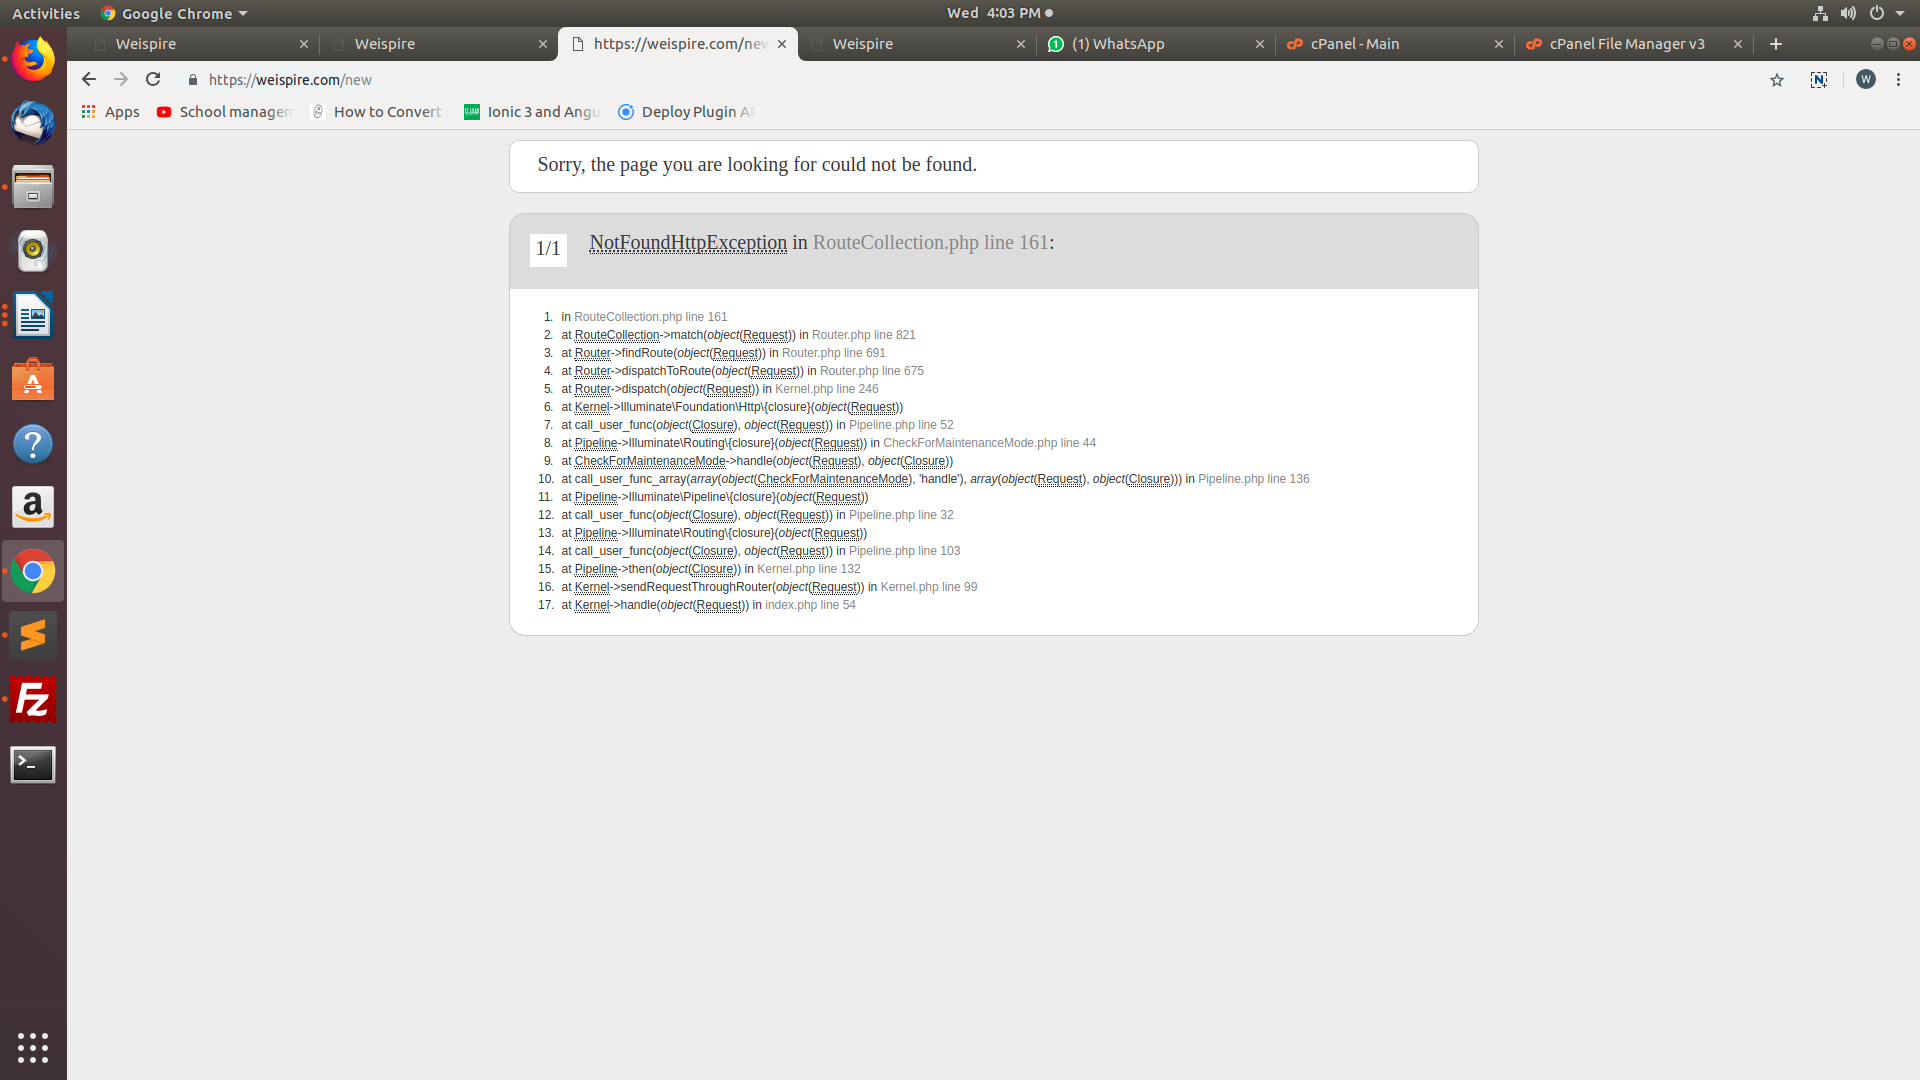 Activities Google Chrome Wed 4:03 PM
Weispire Weispire https://weispire.com/new Weispire (1) WhatsApp cPanel - Main cPanel File Manager v3
https://weispire.com/new W
Apps School managem How to Convert Ionic 3 and Angu Deploy Plugin AP
Sorry, the page you are looking for could not be found.
1/1 NotFoundHttpException in RouteCollection.php line 161:
1. in RouteCollection.php line 161
2. at RouteCollection->match(object(Request)) in Router.php line 821
3. at Router->findRoute(object(Request)) in Router.php line 691
4. at Router->dispatchToRoute(object(Request)) in Router.php line 675
5. at Router->dispatch(object(Request)) in Kernel.php line 246
6. at Kernel->Illuminate\Foundation\Http\{closure}(object(Request))
7. at call_user_func(object(Closure), object(Request)) in Pipeline.php line 52
8. at Pipeline->Illuminate\Routing\{closure}(object(Request)) in CheckForMaintenanceMode.php line 44
9. at CheckForMaintenanceMode->handle(object(Request), object(Closure))
10. at call_user_func_array(array(object(CheckForMaintenanceMode), 'handle'), array(object(Request), object(Closure))) in Pipeline.php line 136
11. at Pipeline->Illuminate\Pipeline\{closure}(object(Request))
12. at call_user_func(object(Closure), object(Request)) in Pipeline.php line 32
13. at Pipeline->Illuminate\Routing\{closure}(object(Request))
14. at call_user_func(object(Closure), object(Request)) in Pipeline.php line 103
15. at Pipeline->then(object(Closure)) in Kernel.php line 132
16. at Kernel->sendRequestThroughRouter(object(Request)) in Kernel.php line 99
17. at Kernel->handle(object(Request)) in index.php line 54